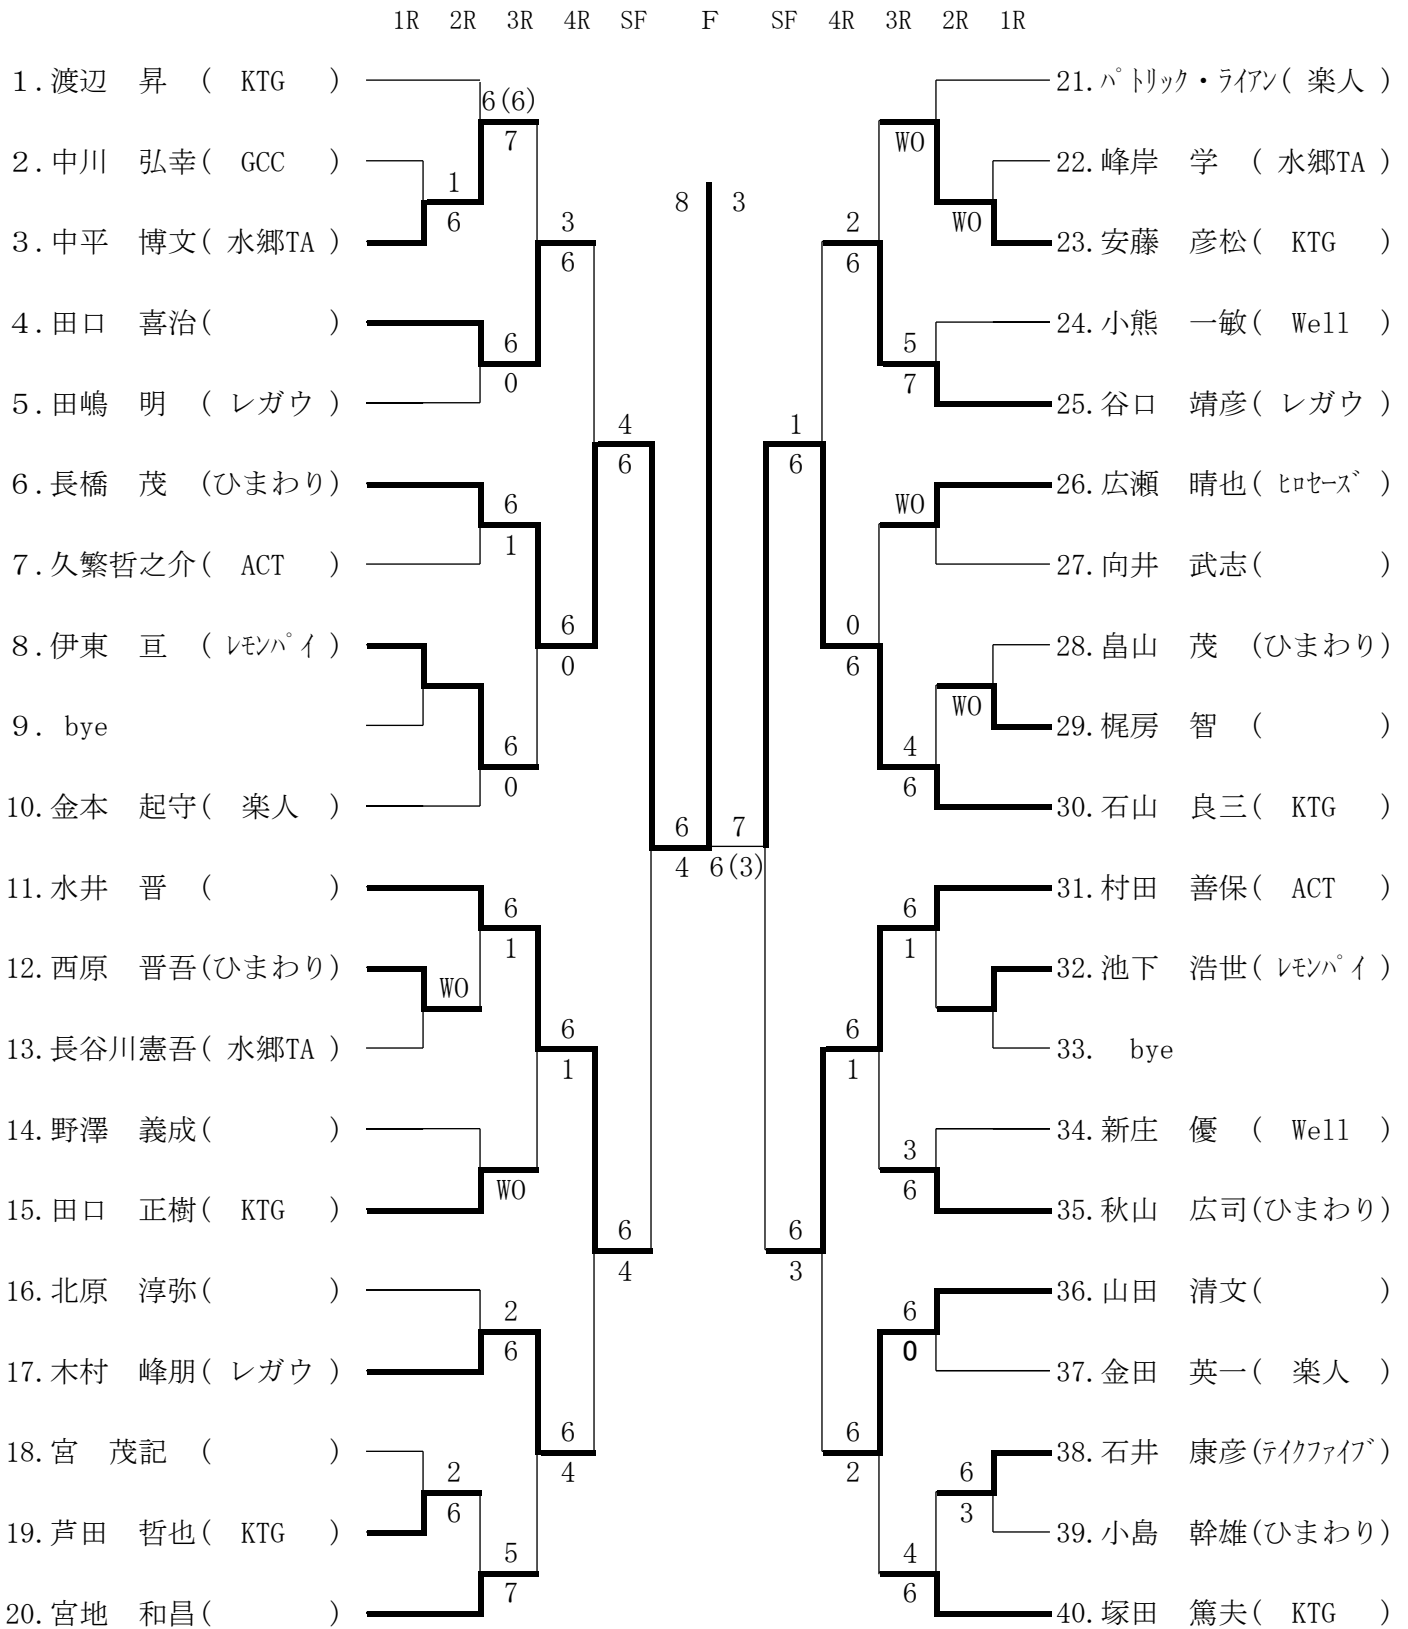 1R 2R 3R 4R SF F SF 4R 3R 2R 1R
1.渡辺　昇　(　KTG　) 21.パトリック・ライアン(　楽人　)
6(6)
7 WO
2.中川　弘幸(　GCC　) 22.峰岸　学　(　水郷TA　)
1 8 3
6 3 2 WO
3.中平　博文(　水郷TA　) 23.安藤　彦松(　KTG　)
6 6
4.田口　喜治(　　) 24.小熊　一敏(　Well　)
6 5
0 7
5.田嶋　明　(　レガウ　) 25.谷口　靖彦(　レガウ　)
4 1
6 6
6.長橋　茂　(ひまわり) 26.広瀬　晴也(　ヒロセーズ　)
6 WO
1
7.久繁哲之介(　ACT　) 27.向井　武志(　　)
6 0
8.伊東　亘　(　レモンパイ　) 28.畠山　茂　(ひまわり)
0 6
WO
9. bye 29.梶房　智　(　　)
6 4
0 6
10.金本　起守(　楽人　) 30.石山　良三(　KTG　)
6 7
4 6(3)
11.水井　晋　(　　) 31.村田　善保(　ACT　)
6 6
1 1
12.西原　晋吾(ひまわり) 32.池下　浩世(　レモンパイ　)
WO
6 6
13.長谷川憲吾(　水郷TA　) 33. bye
1 1
14.野澤　義成(　　) 34.新庄　優　(　Well　)
3
WO 6
15.田口　正樹(　KTG　) 35.秋山　広司(ひまわり)
6 6
4 3
16.北原　淳弥(　　) 36.山田　清文(　　)
2 6
6 0
17.木村　峰朋(　レガウ　) 37.金田　英一(　楽人　)
6 6
18.宮　茂記　(　　) 38.石井　康彦(テイクファイブ)
2 4 2 6
6 3
19.芦田　哲也(　KTG　) 39.小島　幹雄(ひまわり)
5 4
7 6
20.宮地　和昌(　　) 40.塚田　篤夫(　KTG　)